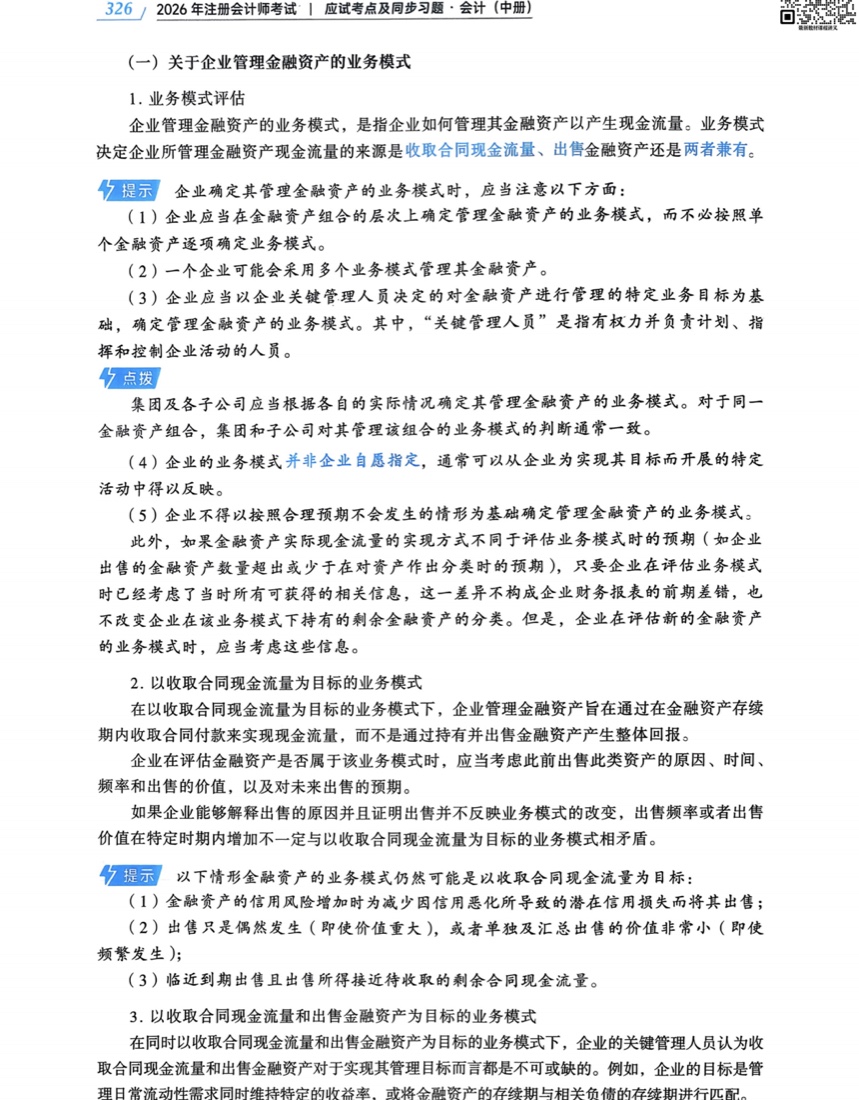 326 / 2026 年注册会计师考试 | 应试考点及同步习题·会计（中册）
（一）关于企业管理金融资产的业务模式
1. 业务模式评估
企业管理金融资产的业务模式，是指企业如何管理其金融资产以产生现金流量。业务模式
决定企业所管理金融资产现金流量的来源是收取合同现金流量、出售金融资产还是两者兼有。
提示 企业确定其管理金融资产的业务模式时，应当注意以下方面：
（1）企业应当在金融资产组合的层次上确定管理金融资产的业务模式，而不必按照单
个金融资产逐项确定业务模式。
（2）一个企业可能会采用多个业务模式管理其金融资产。
（3）企业应当以企业关键管理人员决定的对金融资产进行管理的特定业务目标为基
础，确定管理金融资产的业务模式。其中，“关键管理人员”是指有权力并负责计划、指
挥和控制企业活动的人员。
点拨
集团及各子公司应当根据各自的实际情况确定其管理金融资产的业务模式。对于同一
金融资产组合，集团和子公司对其管理该组合的业务模式的判断通常一致。
（4）企业的业务模式并非企业自愿指定，通常可以从企业为实现其目标而开展的特定
活动中得以反映。
（5）企业不得以按照合理预期不会发生的情形为基础确定管理金融资产的业务模式。
此外，如果金融资产实际现金流量的实现方式不同于评估业务模式时的预期（如企业
出售的金融资产数量超出或少于在对资产作出分类时的预期），只要企业在评估业务模式
时已经考虑了当时所有可获得的相关信息，这一差异不构成企业财务报表的前期差错，也
不改变企业在该业务模式下持有的剩余金融资产的分类。但是，企业在评估新的金融资产
的业务模式时，应当考虑这些信息。
2. 以收取合同现金流量为目标的业务模式
在以收取合同现金流量为目标的业务模式下，企业管理金融资产旨在通过在金融资产存续
期内收取合同付款来实现现金流量，而不是通过持有并出售金融资产产生整体回报。
企业在评估金融资产是否属于该业务模式时，应当考虑此前出售此类资产的原因、时间、
频率和出售的价值，以及对未来出售的预期。
如果企业能够解释出售的原因并且证明出售并不反映业务模式的改变，出售频率或者出售
价值在特定时期内增加不一定与以收取合同现金流量为目标的业务模式相矛盾。
提示 以下情形金融资产的业务模式仍然可能是以收取合同现金流量为目标：
（1）金融资产的信用风险增加时为减少因信用恶化所导致的潜在信用损失而将其出售；
（2）出售只是偶然发生（即使价值重大），或者单独及汇总出售的价值非常小（即使
频繁发生）；
（3）临近到期出售且出售所得接近待收取的剩余合同现金流量。
3. 以收取合同现金流量和出售金融资产为目标的业务模式
在同时以收取合同现金流量和出售金融资产为目标的业务模式下，企业的关键管理人员认为收
取合同现金流量和出售金融资产对于实现其管理目标而言都是不可或缺的。例如，企业的目标是管
理日常流动性需求同时维持特定的收益率，或将金融资产的存续期与相关负债的存续期进行匹配。